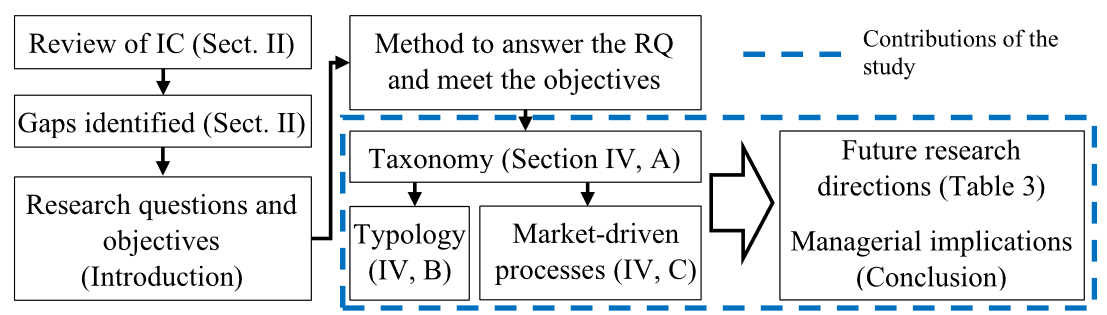 Review of IC (Sect. II)
Gaps identified (Sect. II)
Research questions and
objectives
(Introduction)
Method to answer the RQ
and meet the objectives
Contributions of the
study
Taxonomy (Section IV, A)
Typology
(IV, B)
Market-driven
processes (IV, C)
Future research
directions (Table 3)
Managerial implications
(Conclusion)